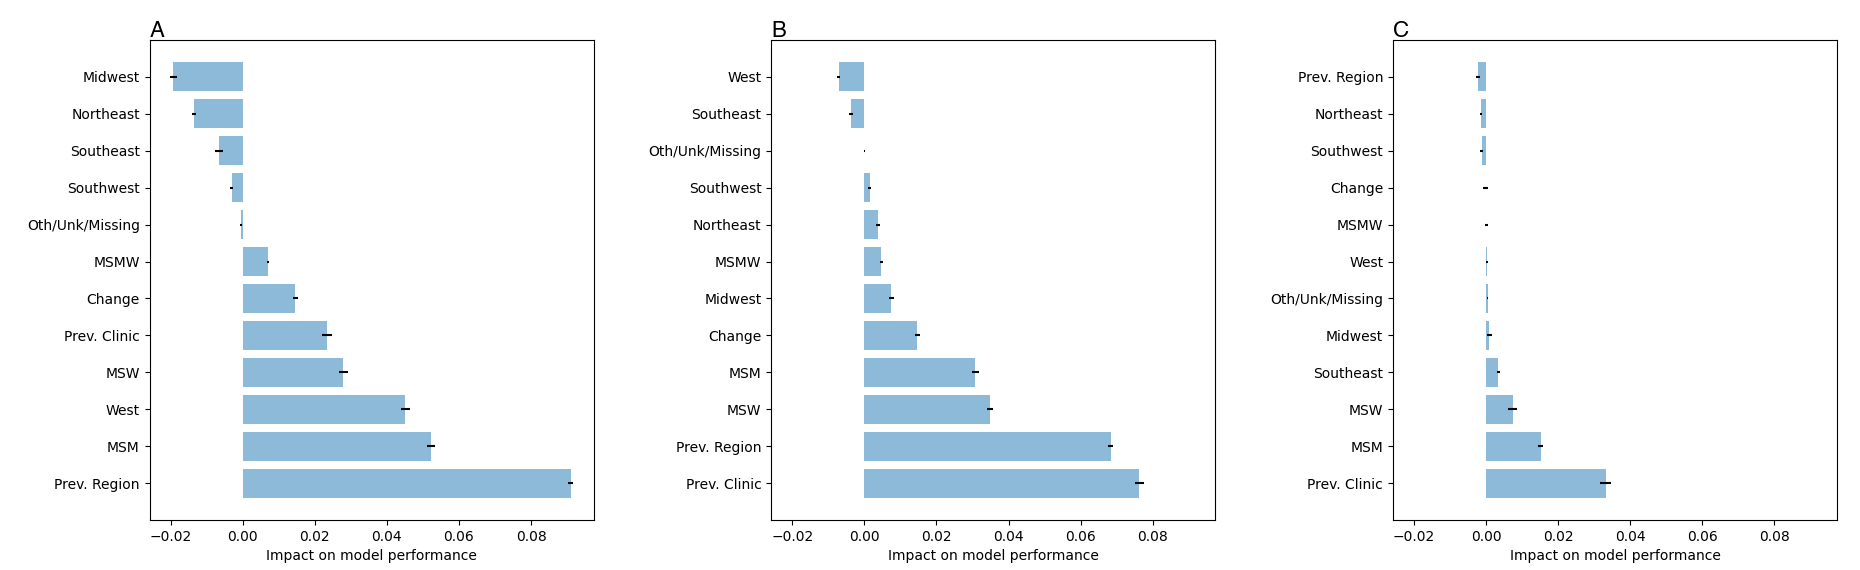 A
Midwest
Northeast
Southeast
Southwest
Oth/Unk/Missing
MSMW
Change
Prev. Clinic
MSW
West
MSM
Prev. Region
−0.02 0.00 0.02 0.04 0.06 0.08
Impact on model performance
B
West
Southeast
Oth/Unk/Missing
Southwest
Northeast
MSMW
Midwest
Change
MSM
MSW
Prev. Region
Prev. Clinic
−0.02 0.00 0.02 0.04 0.06 0.08
Impact on model performance
C
Prev. Region
Northeast
Southwest
Change
MSMW
West
Oth/Unk/Missing
Midwest
Southeast
MSW
MSM
Prev. Clinic
−0.02 0.00 0.02 0.04 0.06 0.08
Impact on model performance